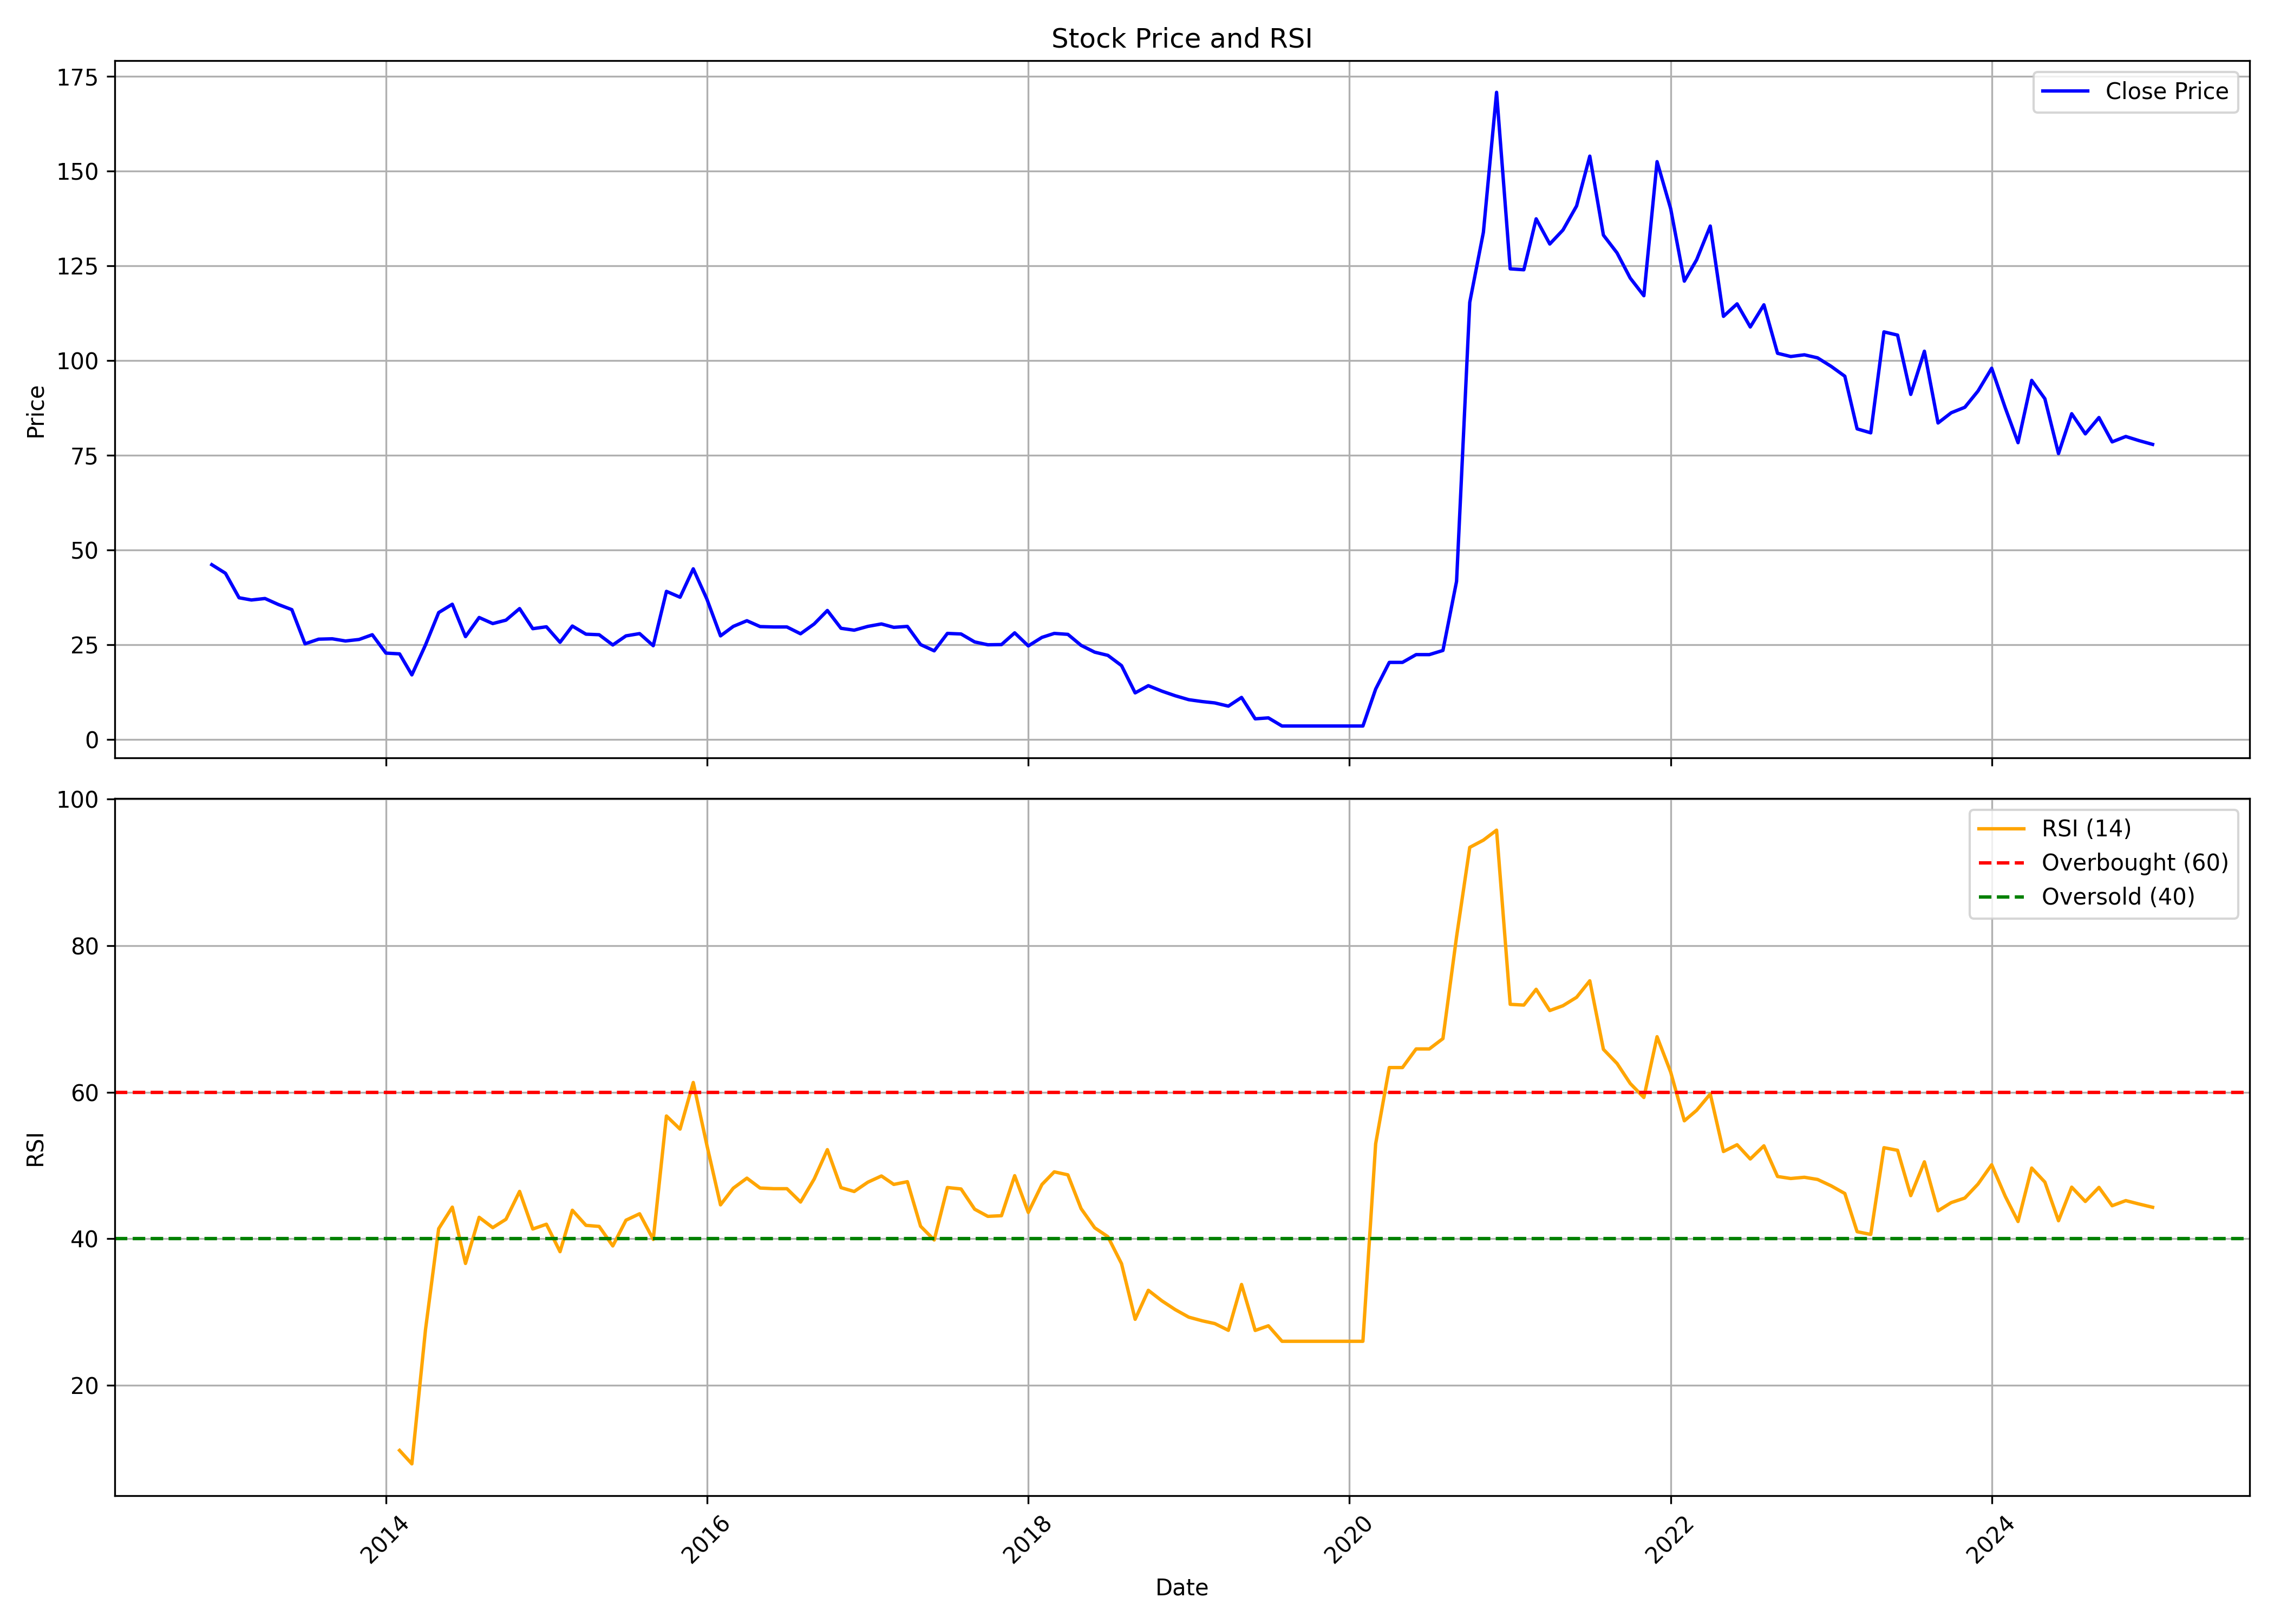 Stock Price and RSI
175
150
125
100
75
50
25
0
Price
Close Price
100
80
60
40
20
RSI
RSI (14)
Overbought (60)
Oversold (40)
2014
2016
2018
2020
2022
2024
Date